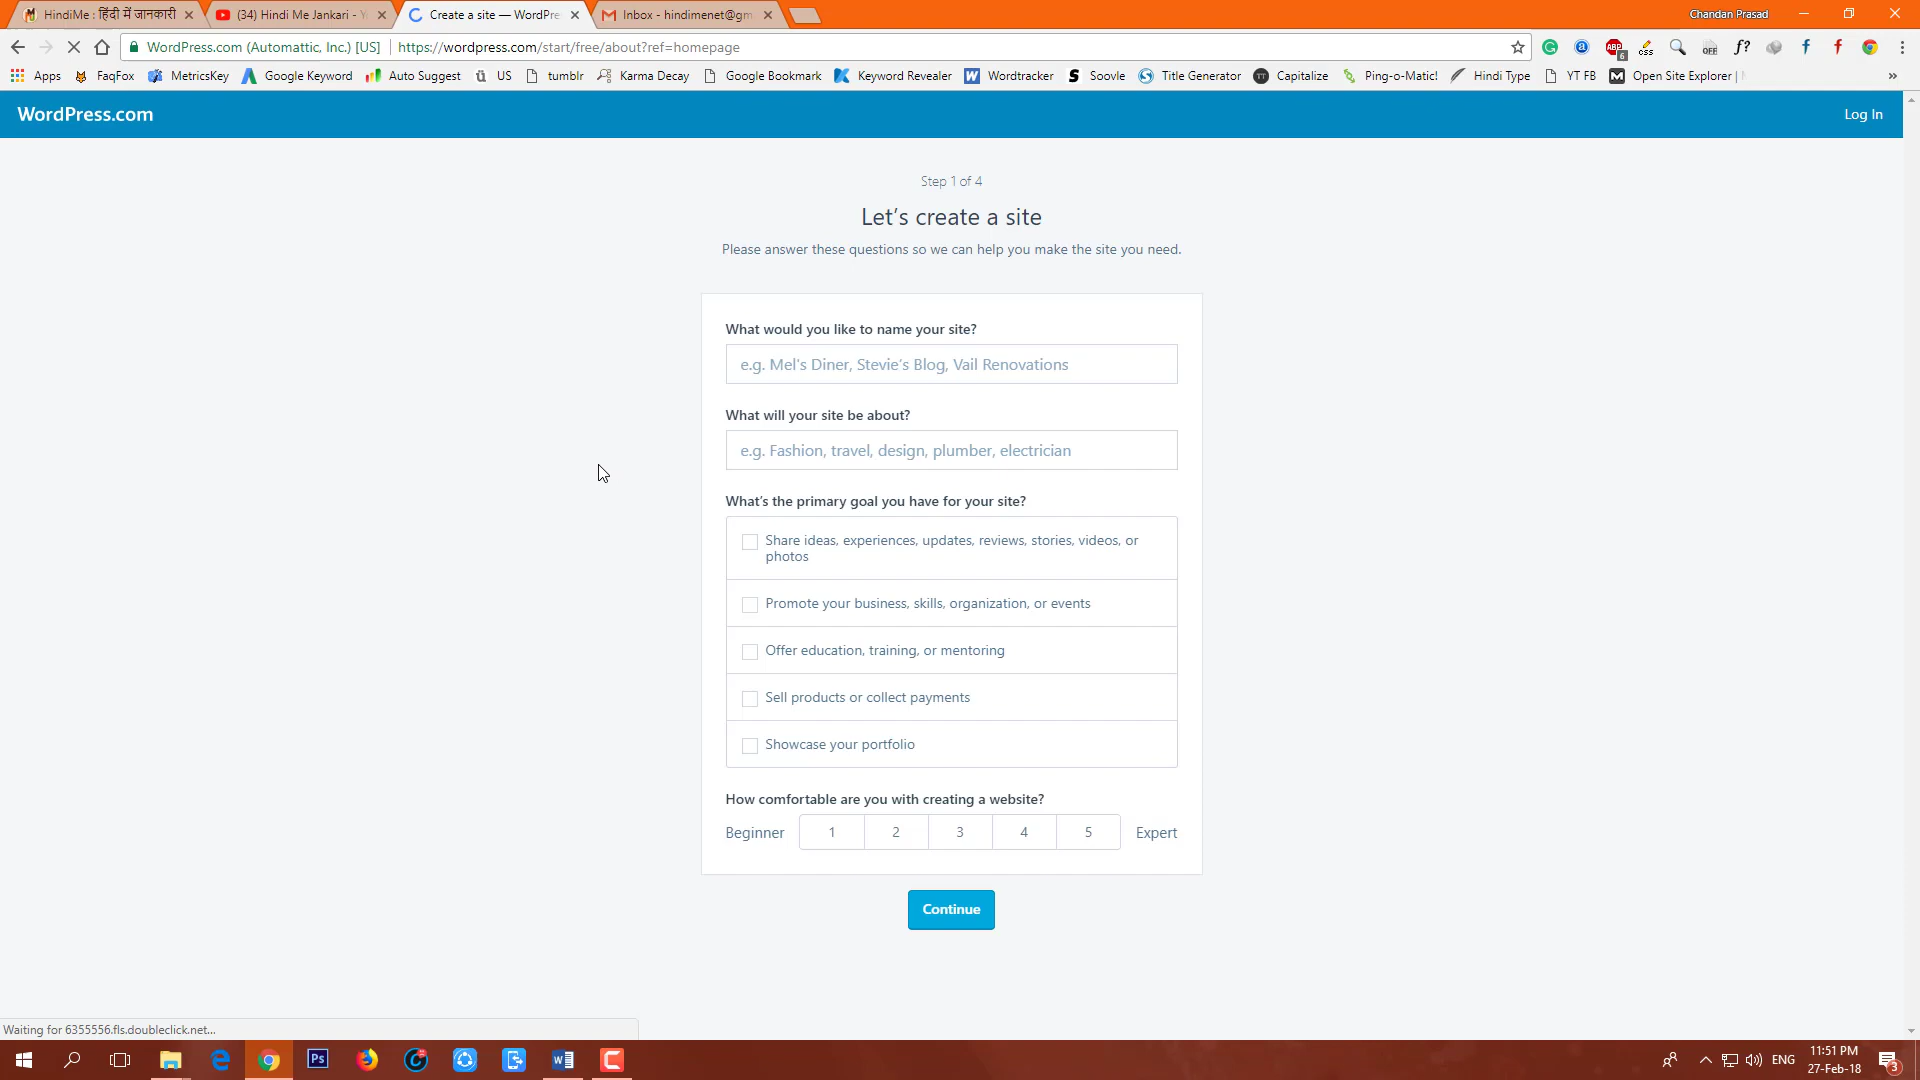 HindiMe : हिंदी में जानकारी
(34) Hindi Me Jankari - Y
Create a site — WordPre
Inbox - hindimenet@gm
Chandan Prasad
WordPress.com (Automattic, Inc.) [US]
https://wordpress.com/start/free/about?ref=homepage
Apps
FaqFox
MetricsKey
Google Keyword
Auto Suggest
US
tumblr
Karma Decay
Google Bookmark
Keyword Revealer
Wordtracker
Soovle
Title Generator
Capitalize
Ping-o-Matic!
Hindi Type
YT FB
Open Site Explorer |
WordPress.com
Log In
Step 1 of 4
Let's create a site
Please answer these questions so we can help you make the site you need.
What would you like to name your site?
e.g. Mel's Diner, Stevie's Blog, Vail Renovations
What will your site be about?
e.g. Fashion, travel, design, plumber, electrician
What's the primary goal you have for your site?
Share ideas, experiences, updates, reviews, stories, videos, or
photos
Promote your business, skills, organization, or events
Offer education, training, or mentoring
Sell products or collect payments
Showcase your portfolio
How comfortable are you with creating a website?
Beginner 1 2 3 4 5 Expert
Continue
Waiting for 6355556.fls.doubleclick.net...
ENG
11:51 PM
27-Feb-18
3